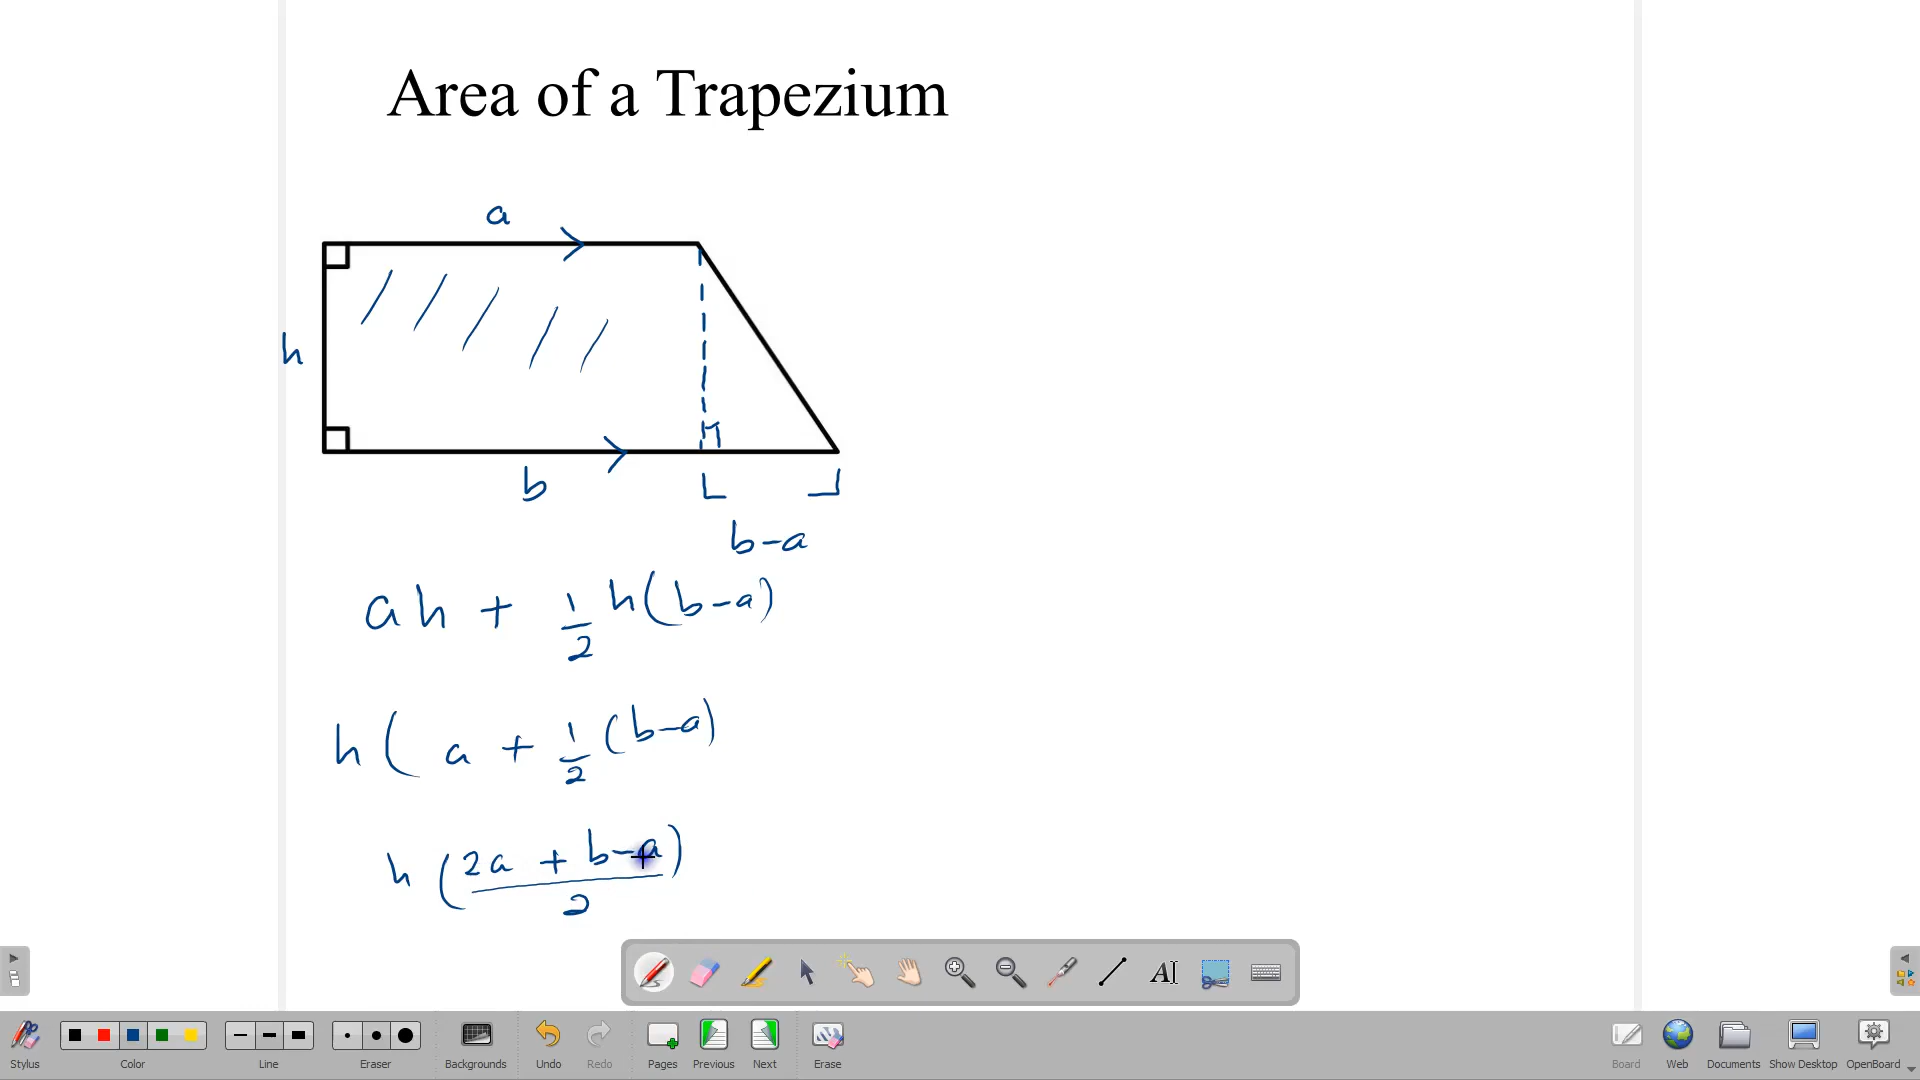 Area of a Trapezium
a
h
b
b-a
ah + 1/2 h(b-a)
h( a + 1/2 (b-a)
h (2a + b-a)/2
AI
Stylus
Color
Line
Eraser
Backgrounds
Undo
Redo
Pages
Previous
Next
Erase
Board
Web
Documents
Show Desktop
OpenBoard